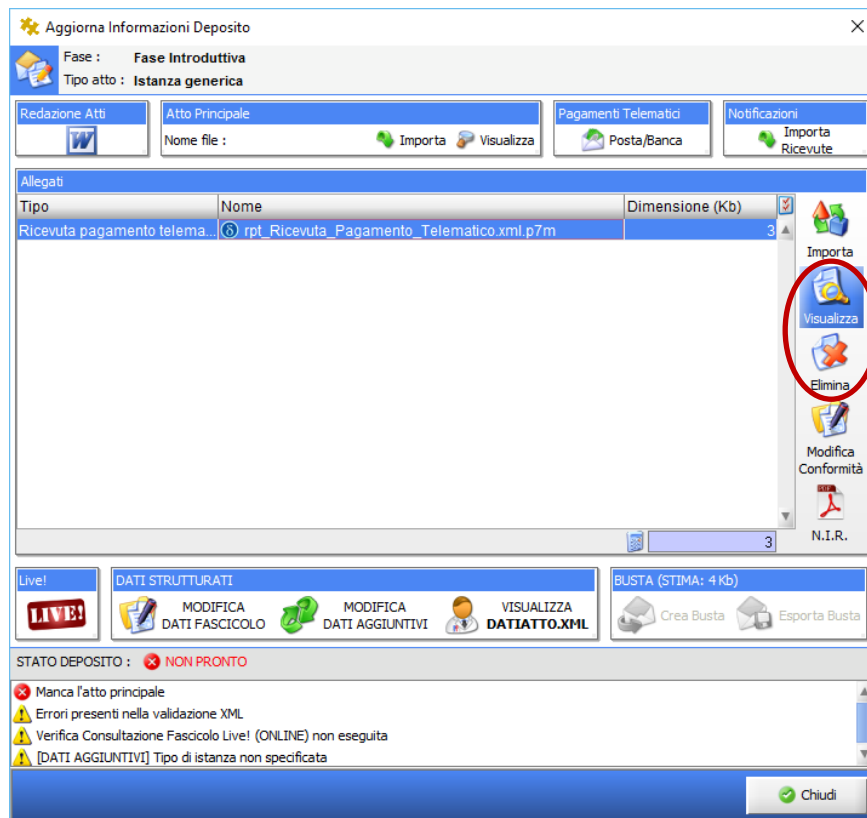 Aggiorna Informazioni Deposito
Fase : Fase Introduttiva
Tipo atto : Istanza generica
Redazione Atti
Atto Principale
Pagamenti Telematici
Notificazioni
W
Nome file :
Importa
Visualizza
Posta/Banca
Importa
Ricevute
Allegati
Tipo Nome Dimensione (Kb)
Ricevuta pagamento telema... rpt_Ricevuta_Pagamento_Telematico.xml.p7m 3
Importa
Visualizza
Elimina
Modifica
Conformità
N.I.R.
3
Live!
DATI STRUTTURATI
BUSTA (STIMA: 4 Kb)
LIVE!
MODIFICA
DATI FASCICOLO
MODIFICA
DATI AGGIUNTIVI
VISUALIZZA
DATIATTO.XML
Crea Busta
Esporta Busta
STATO DEPOSITO : NON PRONTO
Manca l'atto principale
Errori presenti nella validazione XML
Verifica Consultazione Fascicolo Live! (ONLINE) non eseguita
[DATI AGGIUNTIVI] Tipo di istanza non specificata
Chiudi